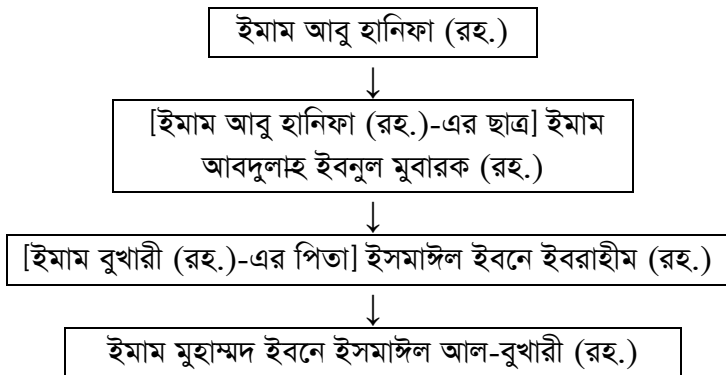 ইমাম আবু হানিফা (রহ.)
↓
[ইমাম আবু হানিফা (রহ.)-এর ছাত্র] ইমাম
আবদুলাহ ইবনুল মুবারক (রহ.)
↓
[ইমাম বুখারী (রহ.)-এর পিতা] ইসমাঈল ইবনে ইবরাহীম (রহ.)
↓
ইমাম মুহাম্মদ ইবনে ইসমাঈল আল-বুখারী (রহ.)